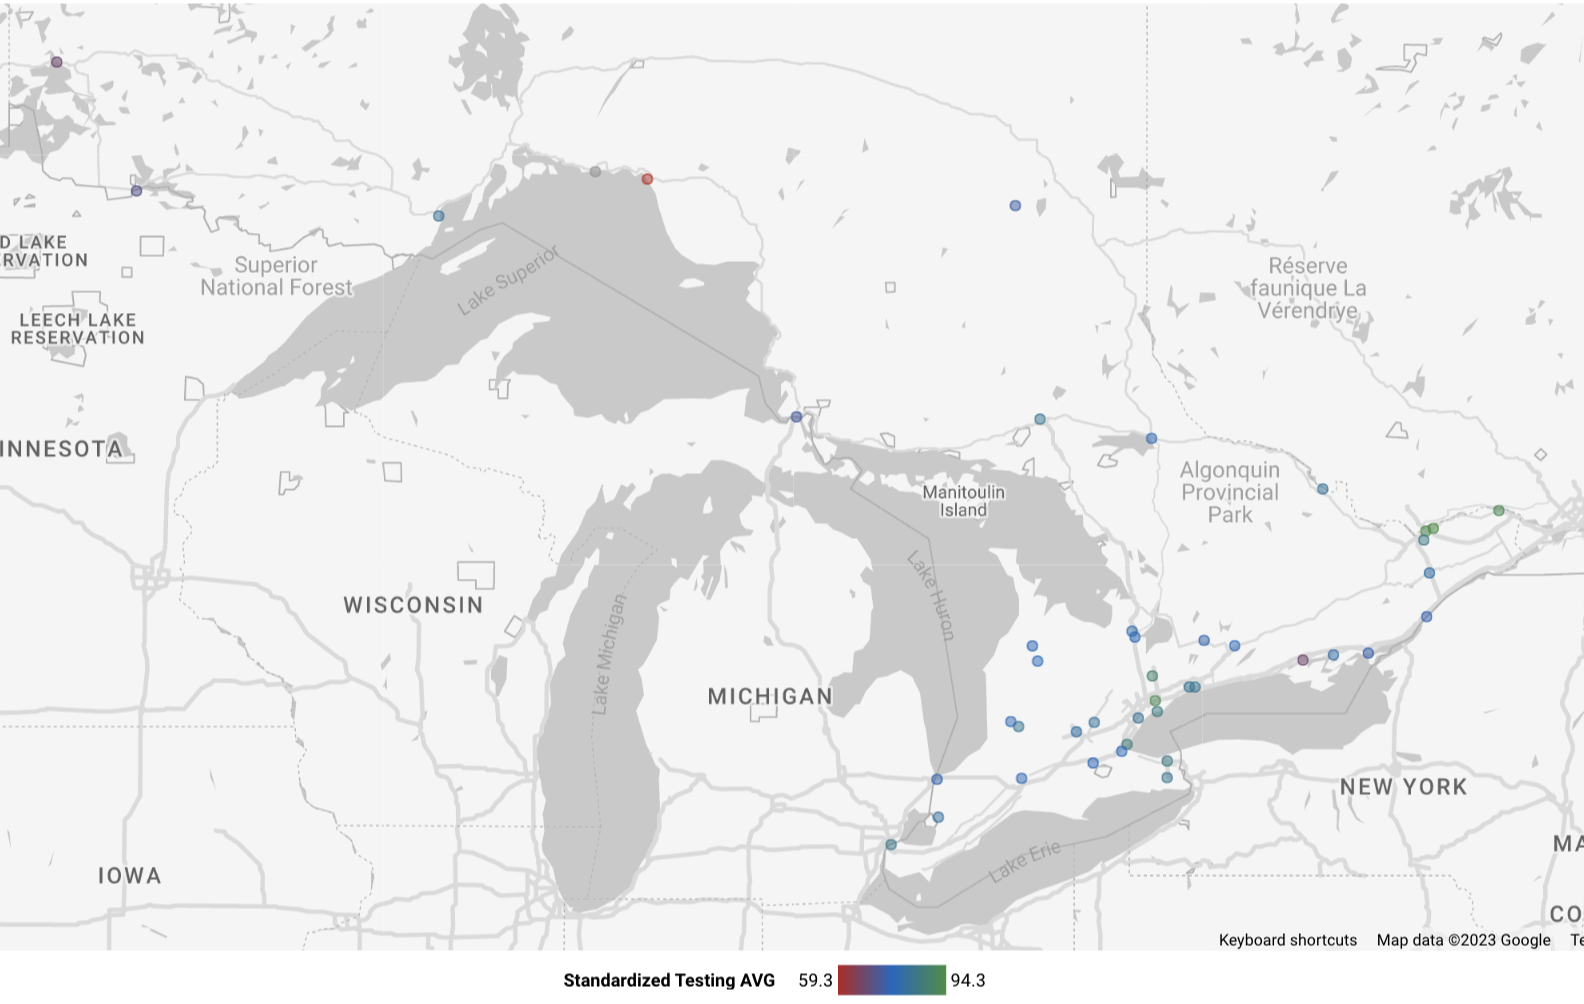 D LAKE
RVATION
Superior
National Forest
LEECH LAKE
RESERVATION
Lake Superior
Réserve
faunique La
Vérendrye
INNESOTA
Algonquin
Provincial
Park
Manitoulin
Island
Lake Huron
WISCONSIN
Lake Michigan
MICHIGAN
NEW YORK
Lake Erie
MA
IOWA
CO
Keyboard shortcuts Map data ©2023 Google Te
Standardized Testing AVG 59.3 94.3